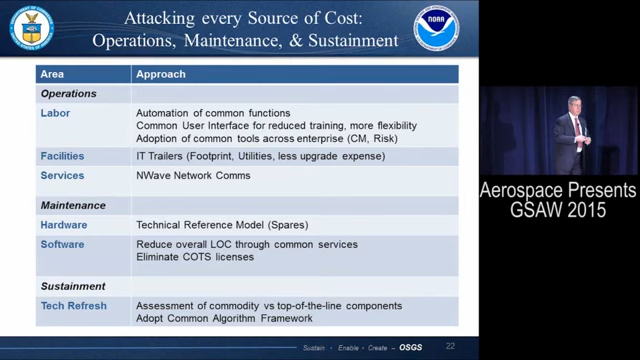 Attacking every Source of Cost:
Operations, Maintenance, & Sustainment
NOAA
Area Approach
Operations
Labor Automation of common functions
Common User Interface for reduced training, more flexibility
Adoption of common tools across enterprise (CM, Risk)
Facilities IT Trailers (Footprint, Utilities, less upgrade expense)
Services NWave Network Comms
Maintenance
Hardware Technical Reference Model (Spares)
Software Reduce overall LOC through common services
Eliminate COTS licenses
Sustainment
Tech Refresh Assessment of commodity vs top-of-the-line components
Adopt Common Algorithm Framework
Sustain - Enable - Create – OSGS
22
Aerospace Presents
GSAW 2015